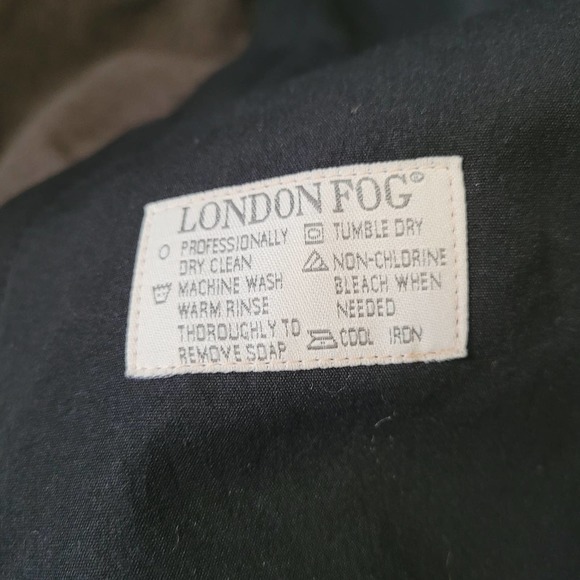 LONDON FOG®
PROFESSIONALLY
DRY CLEAN
MACHINE WASH
WARM RINSE
THOROUGHLY TO
REMOVE SOAP
TUMBLE DRY
NON-CHLORINE
BLEACH WHEN
NEEDED
COOL IRON